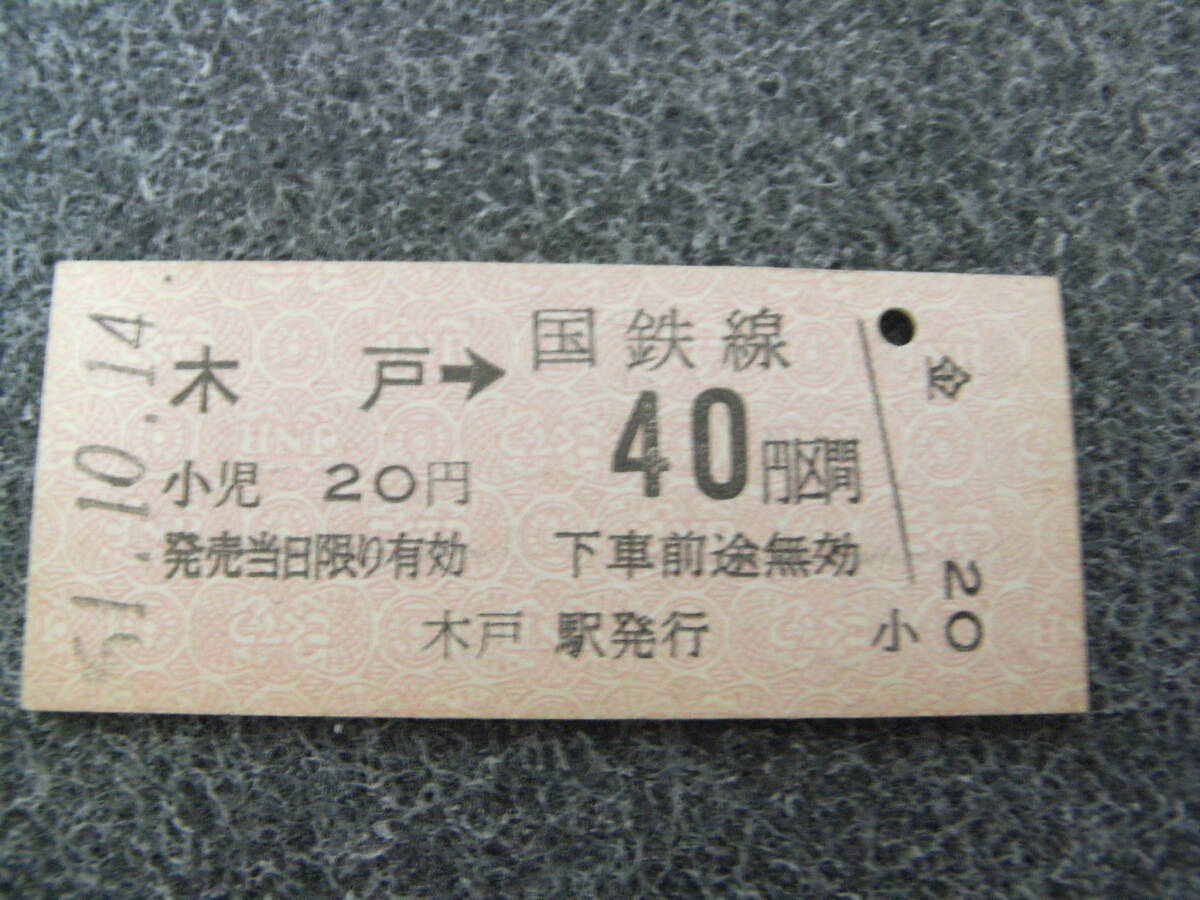 51.10.14
木戸➔国鉄線
40円区間
小児 20円
発売当日限り有効 下車前途無効
木戸駅発行
小 20